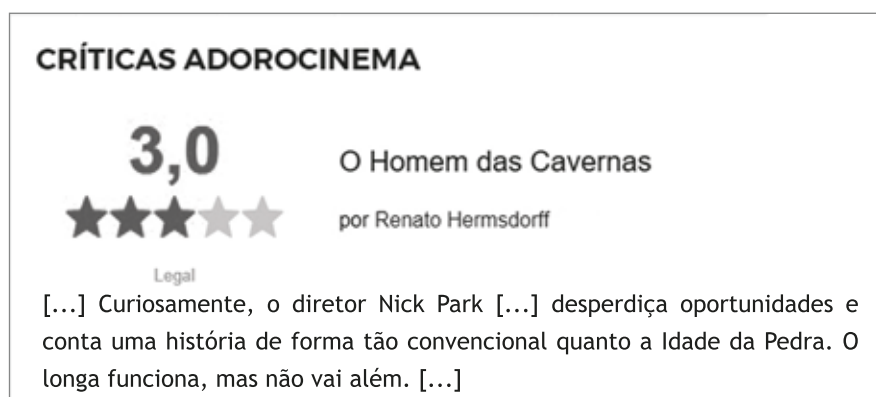 CRÍTICAS ADOROCINEMA
3,0
O Homem das Cavernas
por Renato Hermsdorff
Legal
[...] Curiosamente, o diretor Nick Park [...] desperdiça oportunidades e
conta uma história de forma tão convencional quanto a Idade da Pedra. O
longa funciona, mas não vai além. [...]